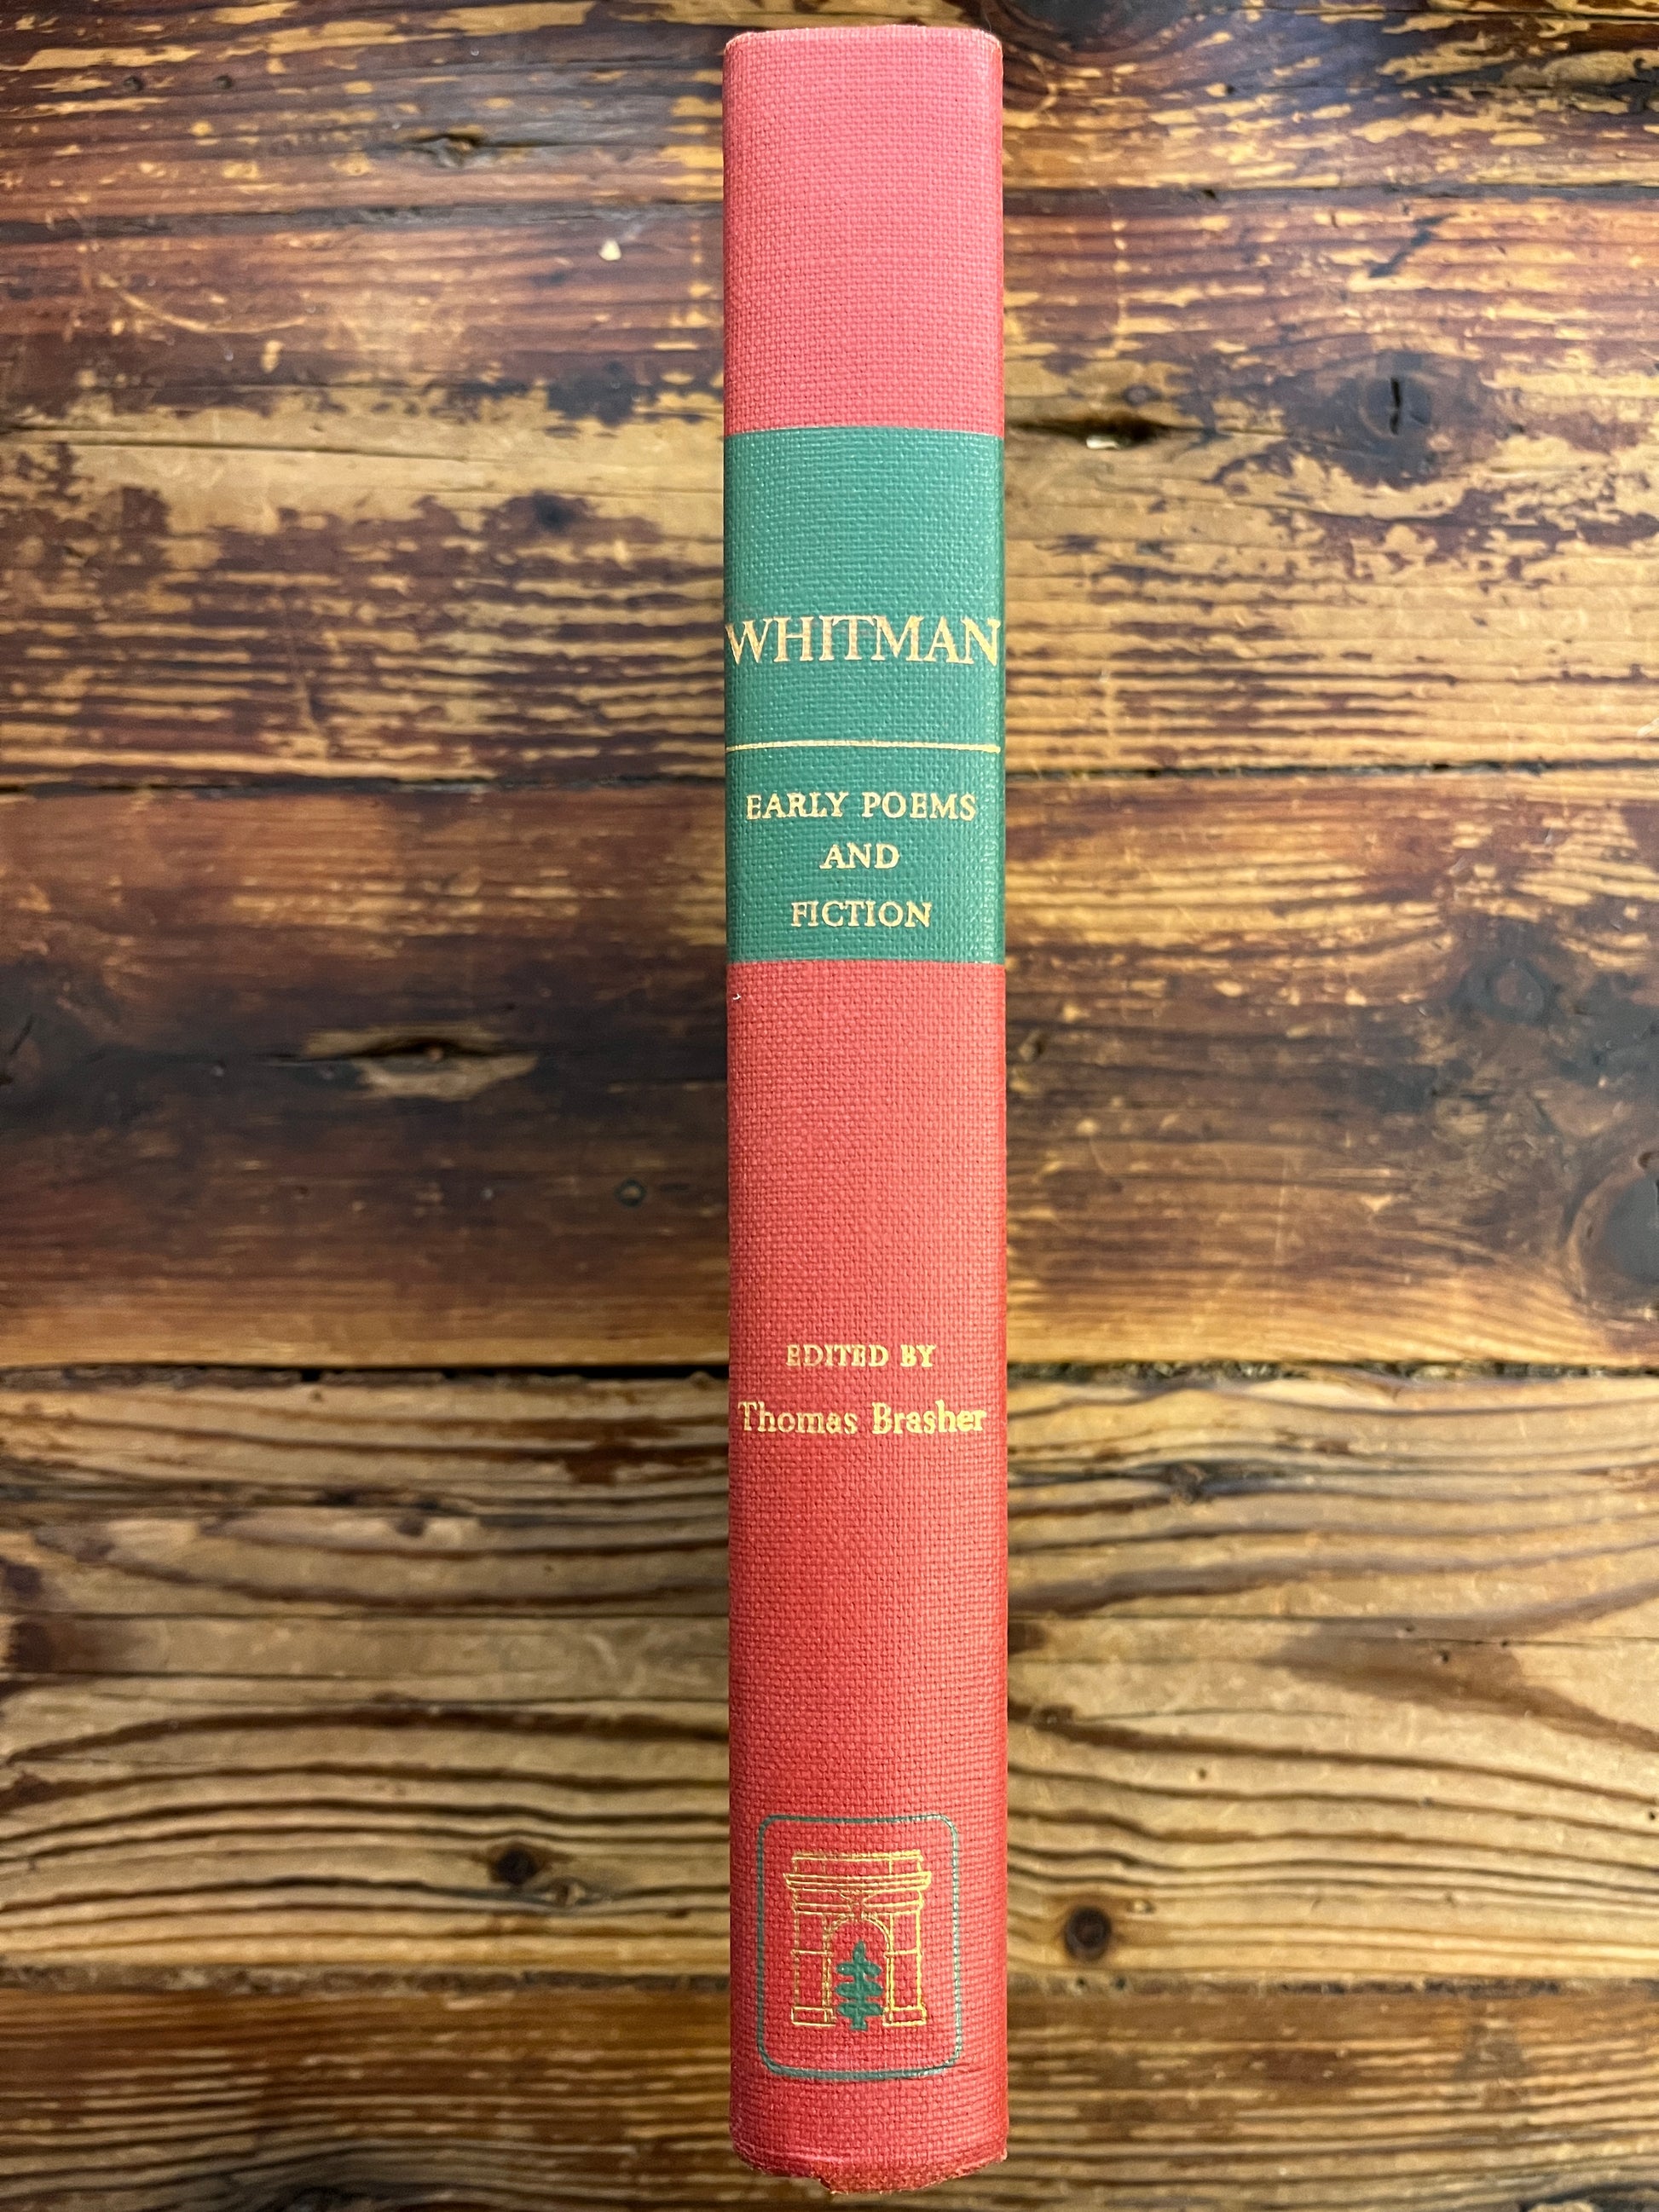 WHITMAN
EARLY POEMS
AND
FICTION
EDITED BY
Thomas Brasher